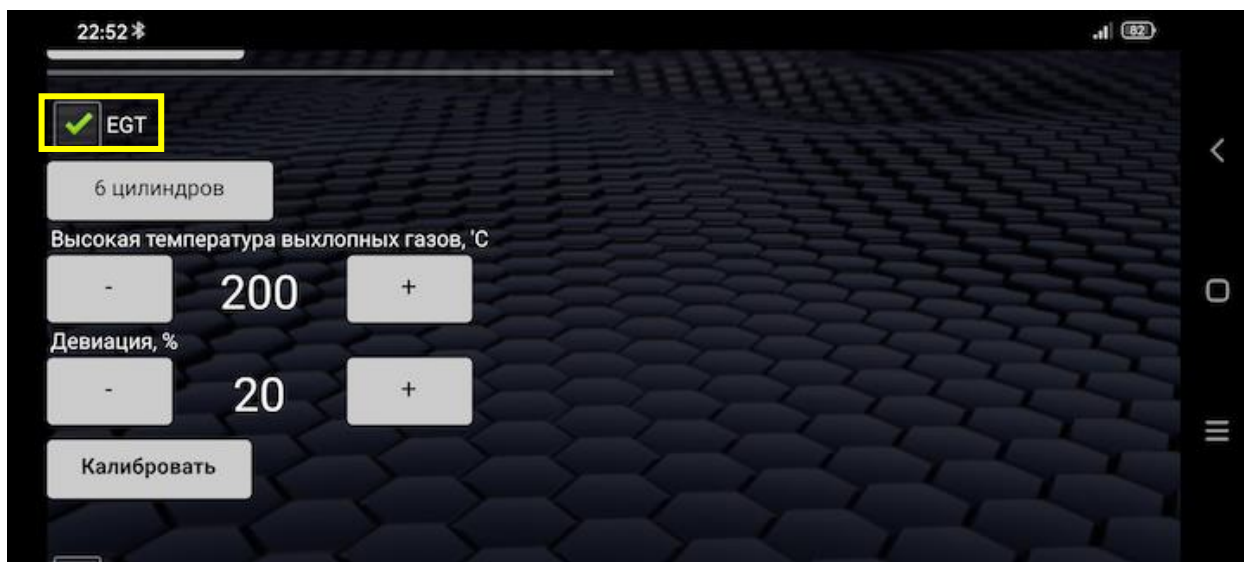 22:52
82
EGT
6 цилиндров
Высокая температура выхлопных газов, 'C
- 200 +
Девиация, %
- 20 +
Калибровать